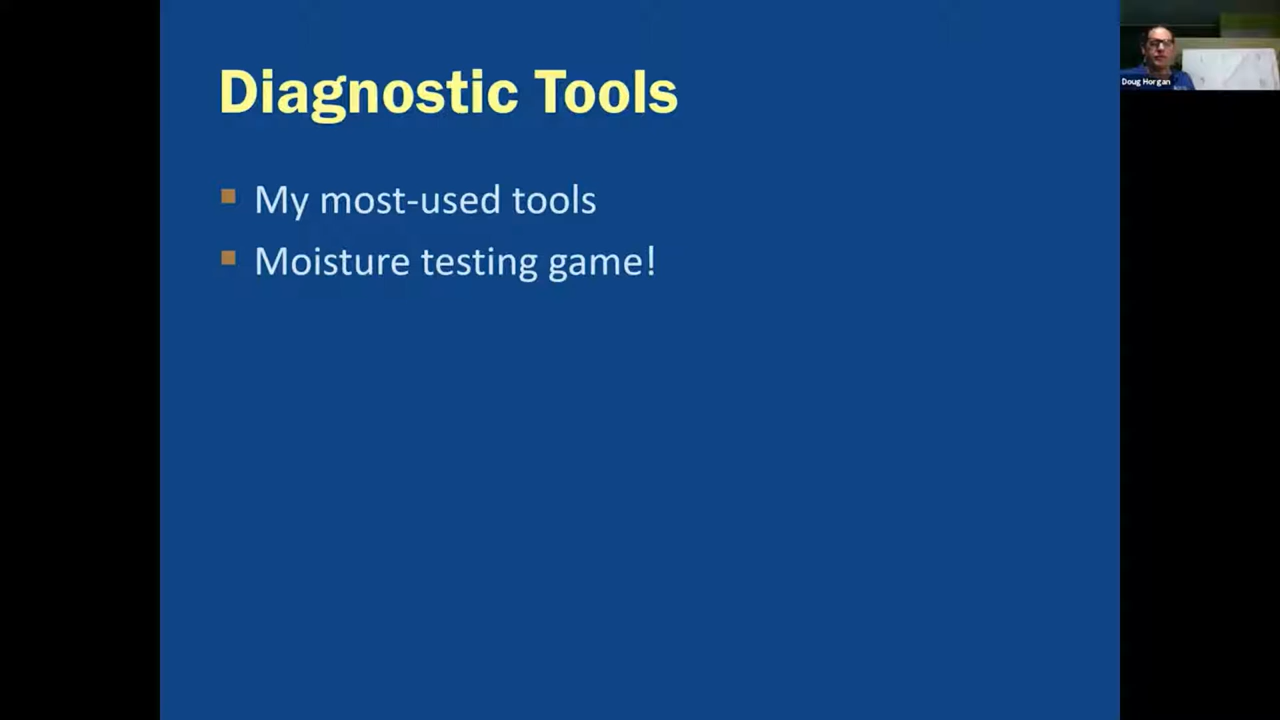 Diagnostic Tools
My most-used tools
Moisture testing game!
Doug Horgan